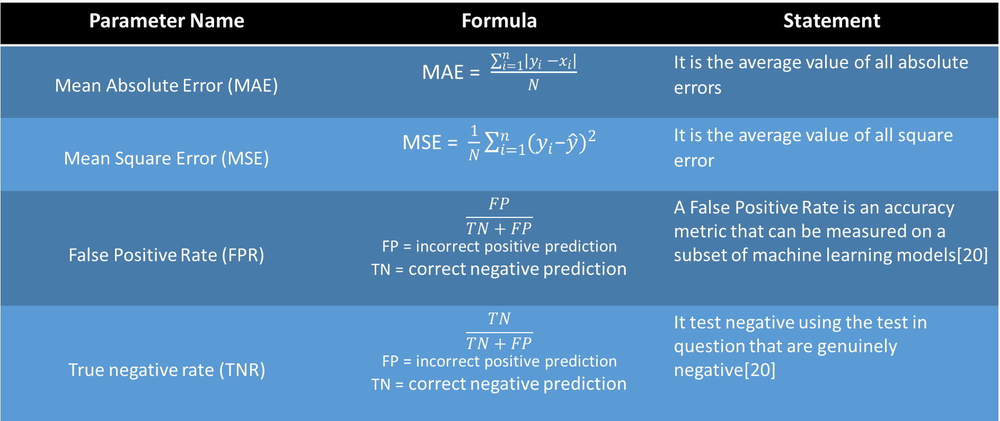 Parameter Name Formula Statement
Mean Absolute Error (MAE)
MAE = \frac{\sum_{i=1}^{n}|y_i - x_i|}{N}
It is the average value of all absolute
errors
Mean Square Error (MSE)
MSE = \frac{1}{N}\sum_{i=1}^{n}(y_i - \hat{y})^2
It is the average value of all square
error
False Positive Rate (FPR)
\frac{FP}{TN + FP}
FP = incorrect positive prediction
TN = correct negative prediction
A False Positive Rate is an accuracy
metric that can be measured on a
subset of machine learning models[20]
True negative rate (TNR)
\frac{TN}{TN + FP}
FP = incorrect positive prediction
TN = correct negative prediction
It test negative using the test in
question that are genuinely
negative[20]